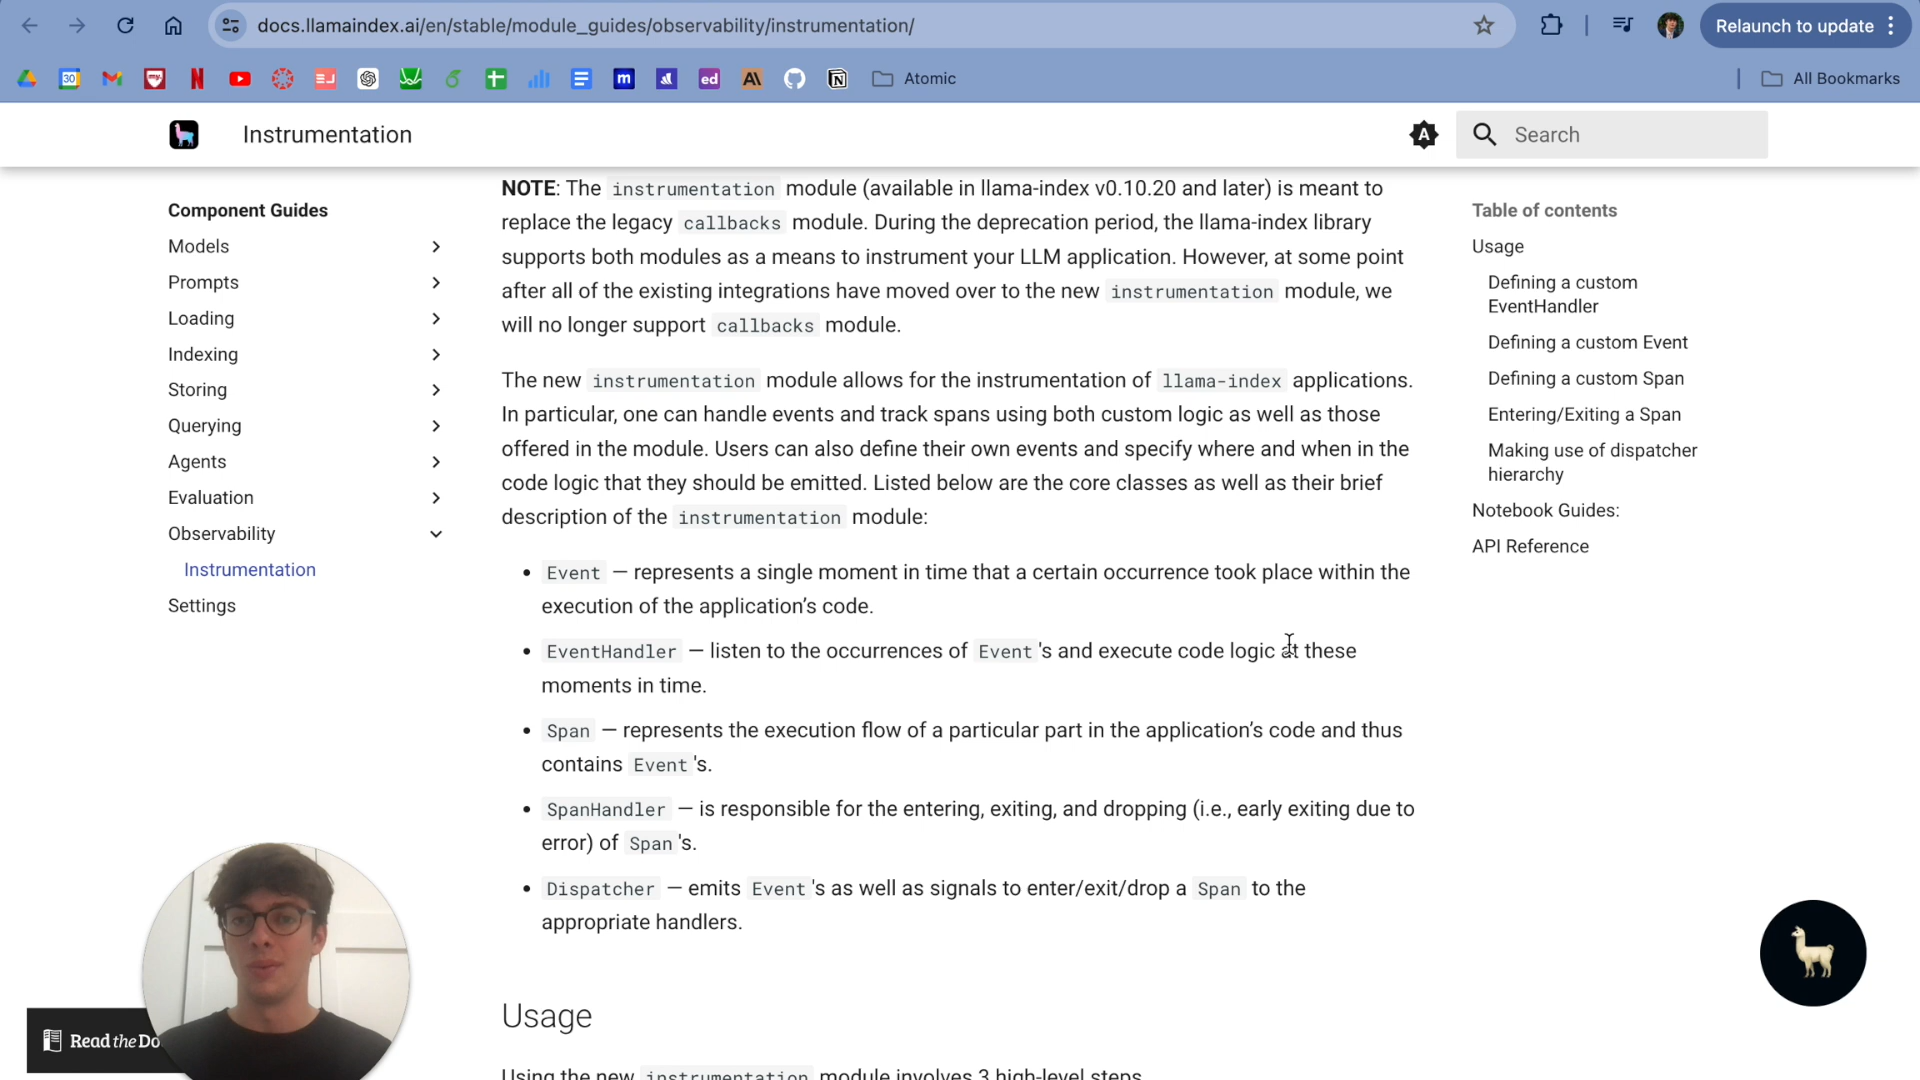 docs.llamaindex.ai/en/stable/module_guides/observability/instrumentation/
Relaunch to update
30
my.
N
EJ
m
ed
A\
Atomic
All Bookmarks
Instrumentation
A
Search
Component Guides
Models
Prompts
Loading
Indexing
Storing
Querying
Agents
Evaluation
Observability
Instrumentation
Settings
NOTE: The instrumentation module (available in llama-index v0.10.20 and later) is meant to
replace the legacy callbacks module. During the deprecation period, the llama-index library
supports both modules as a means to instrument your LLM application. However, at some point
after all of the existing integrations have moved over to the new instrumentation module, we
will no longer support callbacks module.
The new instrumentation module allows for the instrumentation of llama-index applications.
In particular, one can handle events and track spans using both custom logic as well as those
offered in the module. Users can also define their own events and specify where and when in the
code logic that they should be emitted. Listed below are the core classes as well as their brief
description of the instrumentation module:
• Event — represents a single moment in time that a certain occurrence took place within the
execution of the application's code.
• EventHandler — listen to the occurrences of Event 's and execute code logic at these
moments in time.
• Span — represents the execution flow of a particular part in the application's code and thus
contains Event 's.
• SpanHandler — is responsible for the entering, exiting, and dropping (i.e., early exiting due to
error) of Span 's.
• Dispatcher — emits Event 's as well as signals to enter/exit/drop a Span to the
appropriate handlers.
Usage
Using the new instrumentation module involves 3 high-level steps
Table of contents
Usage
Defining a custom
EventHandler
Defining a custom Event
Defining a custom Span
Entering/Exiting a Span
Making use of dispatcher
hierarchy
Notebook Guides:
API Reference
Read the Do